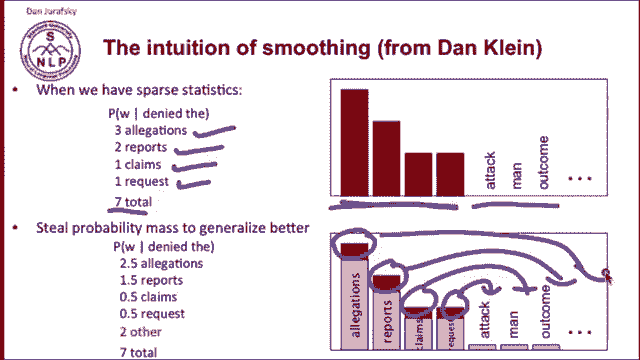 Dan Jurafsky
S
N L P
The intuition of smoothing (from Dan Klein)
• When we have sparse statistics:
P(w | denied the)
3 allegations
2 reports
1 claims
1 request
7 total
attack
man
outcome
…
• Steal probability mass to generalize better
P(w | denied the)
2.5 allegations
1.5 reports
0.5 claims
0.5 request
2 other
7 total
allegations
reports
claims
request
attack
man
outcome
…